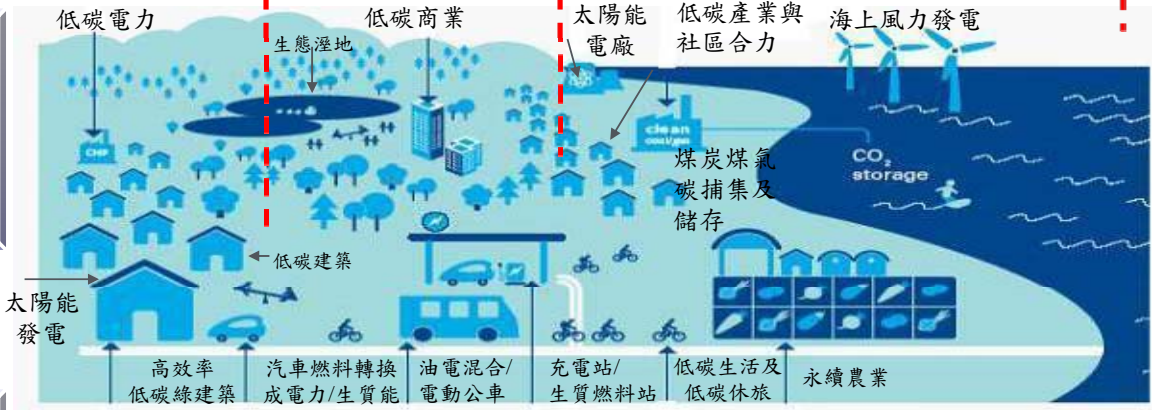 低碳電力
低碳商業
太陽能
電廠
低碳產業與
社區合力
海上風力發電
生態溼地
CHP
clean
coal/gas
煤炭煤氣
碳捕集及
儲存
CO₂
storage
低碳建築
太陽能
發電
高效率
低碳綠建築
汽車燃料轉換
成電力/生質能
油電混合/
電動公車
充電站/
生質燃料站
低碳生活及
低碳休旅
永續農業